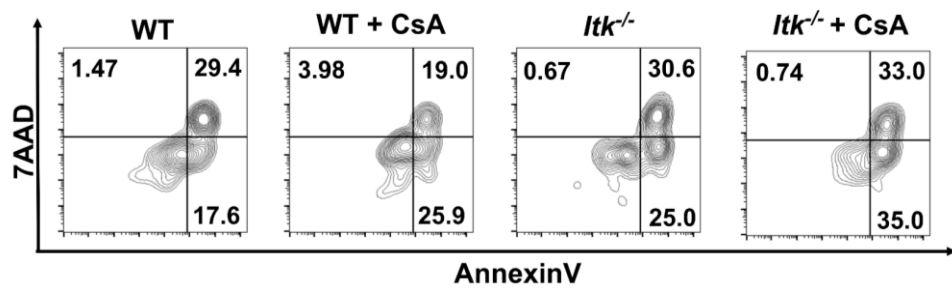 WT
WT + CsA
Itk-/-
Itk-/- + CsA
7AAD
1.47 29.4
3.98 19.0
0.67 30.6
0.74 33.0
17.6
25.9
25.0
35.0
AnnexinV